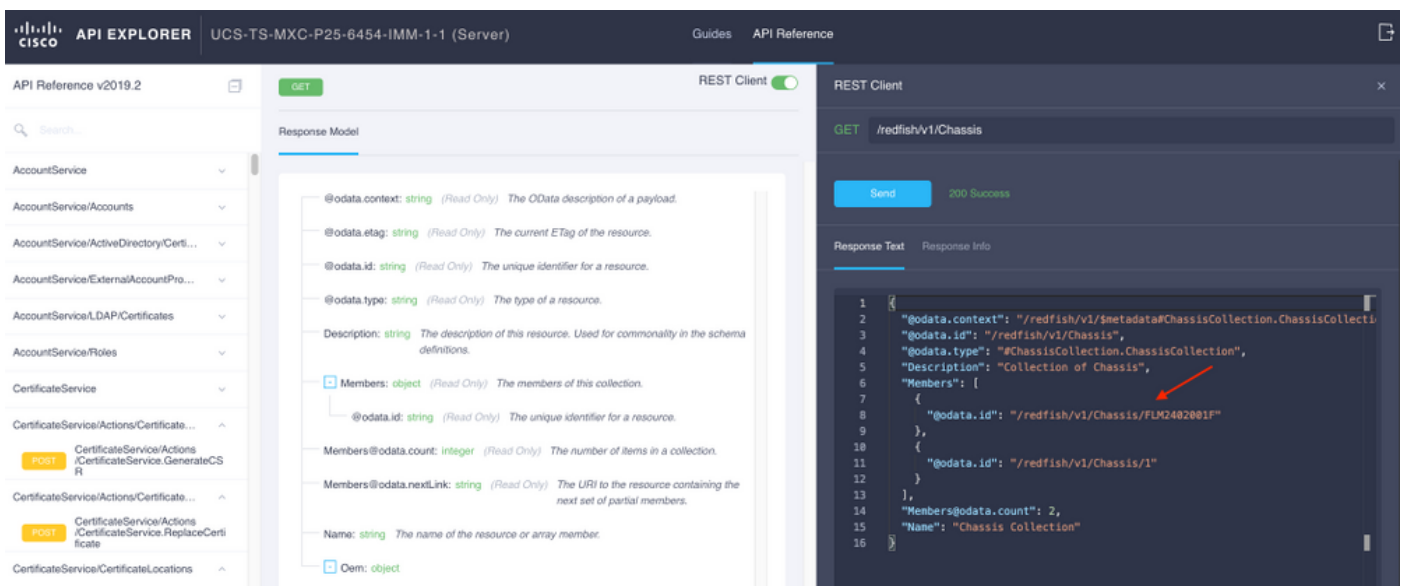 CISCO API EXPLORER UCS-TS-MXC-P25-6454-IMM-1-1 (Server) Guides API Reference
API Reference v2019.2
Search...
AccountService
AccountService/Accounts
AccountService/ActiveDirectory/Certi...
AccountService/ExternalAccountPro...
AccountService/LDAP/Certificates
AccountService/Roles
CertificateService
CertificateService/Actions/Certificate...
POST CertificateService/Actions
/CertificateService.GenerateCS
R
CertificateService/Actions/Certificate...
POST CertificateService/Actions
/CertificateService.ReplaceCerti
ficate
CertificateService/CertificateLocations
GET REST Client
Response Model
@odata.context: string (Read Only) The OData description of a payload.
@odata.etag: string (Read Only) The current ETag of the resource.
@odata.id: string (Read Only) The unique identifier for a resource.
@odata.type: string (Read Only) The type of a resource.
Description: string The description of this resource. Used for commonality in the schema
definitions.
- Members: object (Read Only) The members of this collection.
@odata.id: string (Read Only) The unique identifier for a resource.
Members@odata.count: integer (Read Only) The number of items in a collection.
Members@odata.nextLink: string (Read Only) The URI to the resource containing the
next set of partial members.
Name: string The name of the resource or array member.
- Oem: object
REST Client ×
GET /redfish/v1/Chassis
Send 200 Success
Response Text Response Info
1 {
2 "@odata.context": "/redfish/v1/$metadata#ChassisCollection.ChassisCollecti
3 "@odata.id": "/redfish/v1/Chassis",
4 "@odata.type": "#ChassisCollection.ChassisCollection",
5 "Description": "Collection of Chassis",
6 "Members": [
7 {
8 "@odata.id": "/redfish/v1/Chassis/FLM2402001F"
9 },
10 {
11 "@odata.id": "/redfish/v1/Chassis/1"
12 }
13 ],
14 "Members@odata.count": 2,
15 "Name": "Chassis Collection"
16 }